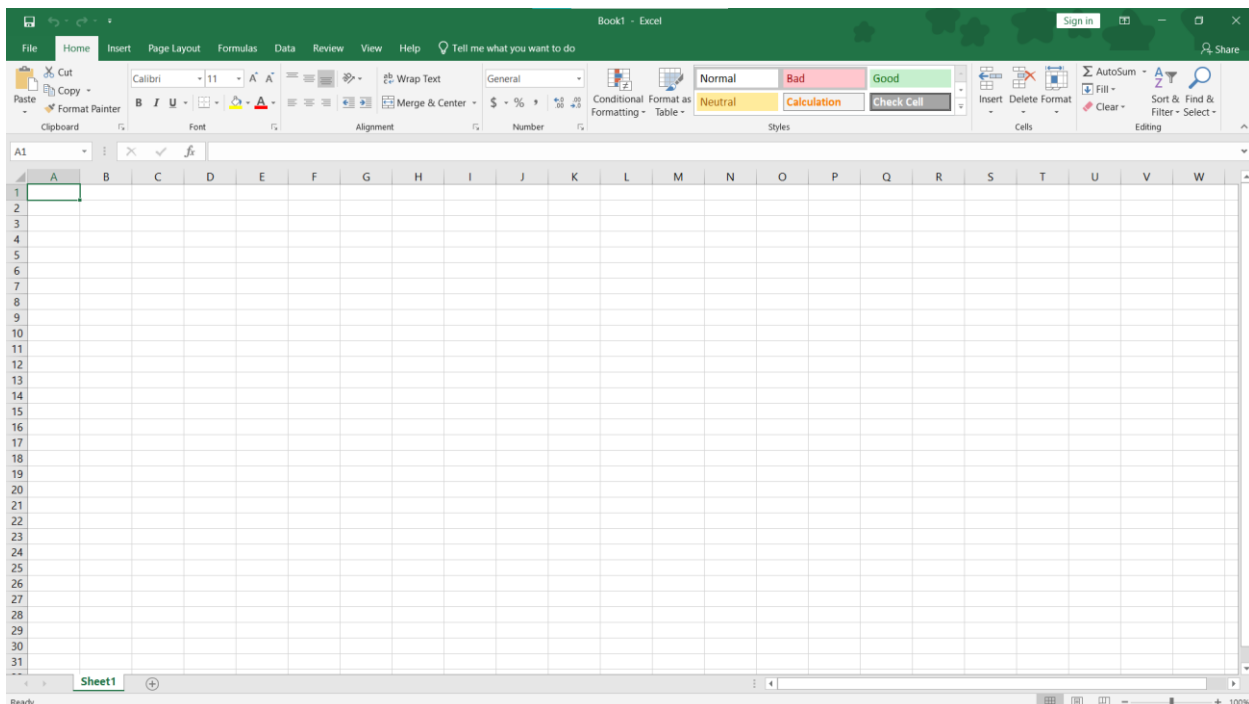 Book1 - Excel
Sign in
File Home Insert Page Layout Formulas Data Review View Help Tell me what you want to do
Share
Paste
Cut
Copy
Format Painter
Clipboard
Calibri 11 A A
B I U A
Font
Wrap Text
Merge & Center
Alignment
General
$ % ,
Number
Conditional Formatting
Format as Table
Normal Bad Good
Neutral Calculation Check Cell
Styles
Insert Delete Format
Cells
AutoSum
Fill
Clear
Sort & Filter
Find & Select
Editing
A1 fx
A B C D E F G H I J K L M N O P Q R S T U V W
1
2
3
4
5
6
7
8
9
10
11
12
13
14
15
16
17
18
19
20
21
22
23
24
25
26
27
28
29
30
31
Sheet1
Ready
100%